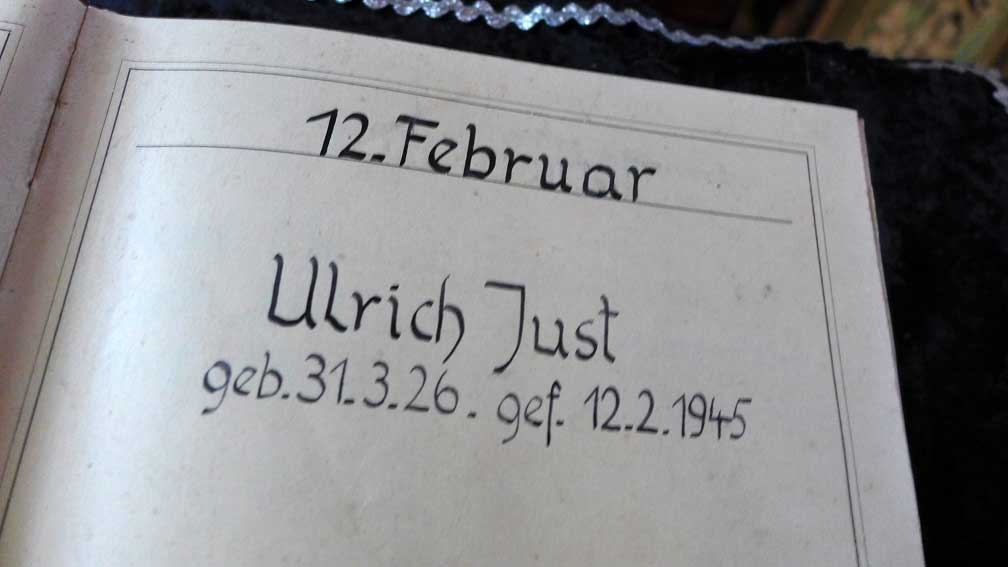 12. Februar
Ulrich Just
geb. 31.3.26. gef. 12.2.1945